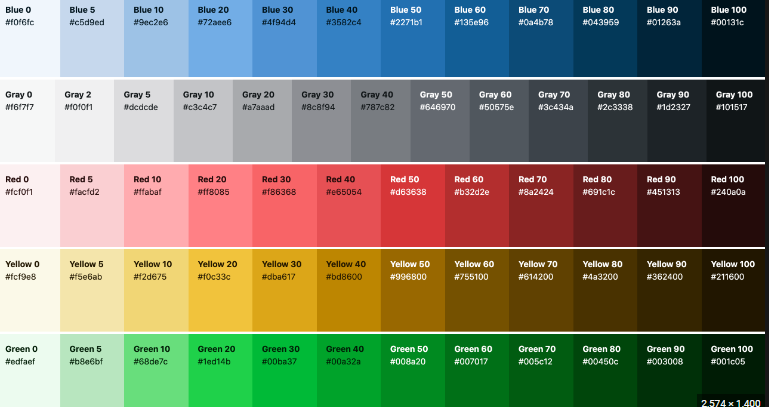 Blue 0 Blue 5 Blue 10 Blue 20 Blue 30 Blue 40 Blue 50 Blue 60 Blue 70 Blue 80 Blue 90 Blue 100
#f0f6fc #c5d9ed #9ec2e6 #72aee6 #4f94d4 #3582c4 #2271b1 #135e96 #0a4b78 #043959 #01263a #00131c
Gray 0 Gray 2 Gray 5 Gray 10 Gray 20 Gray 30 Gray 40 Gray 50 Gray 60 Gray 70 Gray 80 Gray 90 Gray 100
#f6f7f7 #f0f0f1 #dcdcde #c3c4c7 #a7aaad #8c8f94 #787c82 #646970 #50575e #3c434a #2c3338 #1d2327 #101517
Red 0 Red 5 Red 10 Red 20 Red 30 Red 40 Red 50 Red 60 Red 70 Red 80 Red 90 Red 100
#fcf0f1 #facfd2 #ffabaf #ff8085 #f86368 #e65054 #d63638 #b32d2e #8a2424 #691c1c #451313 #240a0a
Yellow 0 Yellow 5 Yellow 10 Yellow 20 Yellow 30 Yellow 40 Yellow 50 Yellow 60 Yellow 70 Yellow 80 Yellow 90 Yellow 100
#fcf9e8 #f5e6ab #f2d675 #f0c33c #dba617 #bd8600 #996800 #755100 #614200 #4a3200 #362400 #211600
Green 0 Green 5 Green 10 Green 20 Green 30 Green 40 Green 50 Green 60 Green 70 Green 80 Green 90 Green 100
#edfaef #b8e6bf #68de7c #1ed14b #00ba37 #00a32a #008a20 #007017 #005c12 #00450c #003008 #001c05
2,574 × 1,400